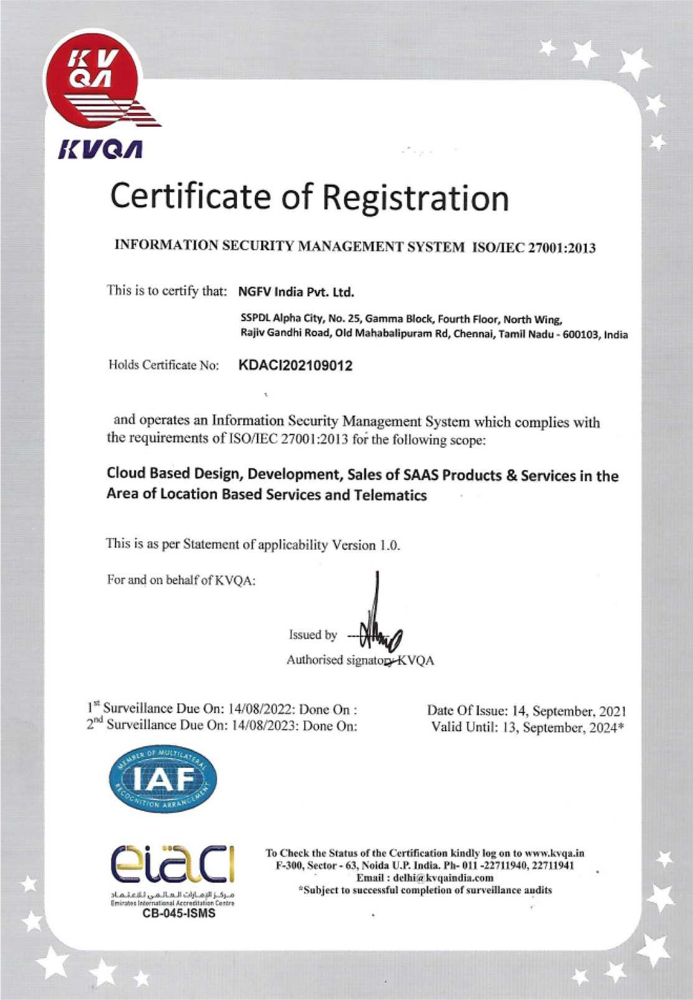 KV
QA
KVQA
Certificate of Registration
INFORMATION SECURITY MANAGEMENT SYSTEM ISO/IEC 27001:2013
This is to certify that: NGFV India Pvt. Ltd.
SSPDL Alpha City, No. 25, Gamma Block, Fourth Floor, North Wing,
Rajiv Gandhi Road, Old Mahabalipuram Rd, Chennai, Tamil Nadu - 600103, India
Holds Certificate No: KDACI202109012
and operates an Information Security Management System which complies with
the requirements of ISO/IEC 27001:2013 for the following scope:
Cloud Based Design, Development, Sales of SAAS Products & Services in the
Area of Location Based Services and Telematics
This is as per Statement of applicability Version 1.0.
For and on behalf of KVQA:
Issued by
Authorised signatory KVQA
1st Surveillance Due On: 14/08/2022: Done On :
2nd Surveillance Due On: 14/08/2023: Done On:
Date Of Issue: 14, September, 2021
Valid Until: 13, September, 2024*
MEMBER OF MULTILATERAL
IAF
RECOGNITION ARRANGEMENT
eiaci
مركز الإمارات العالمي للاعتماد
Emirates International Accreditation Centre
CB-045-ISMS
To Check the Status of the Certification kindly log on to www.kvqa.in
F-300, Sector - 63, Noida U.P. India. Ph- 011 -22711940, 22711941
Email : delhi@kvqaindia.com
*Subject to successful completion of surveillance audits